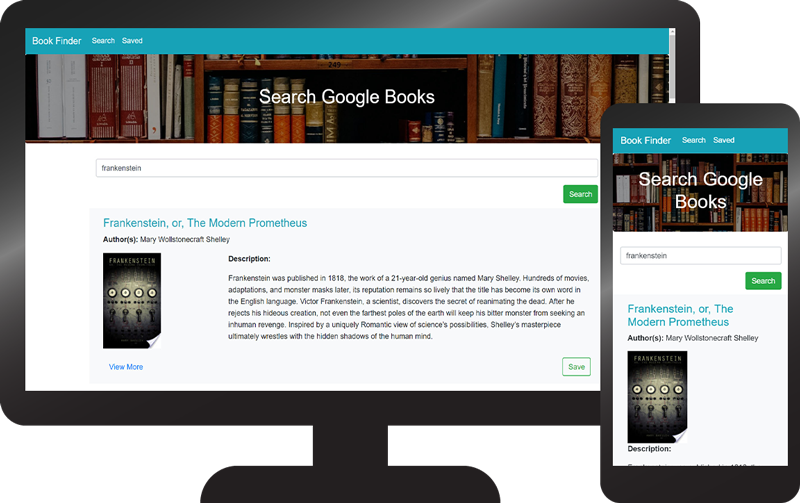 Book Finder Search Saved
249
Search Google Books
frankenstein
Search
Frankenstein, or, The Modern Prometheus
Author(s): Mary Wollstonecraft Shelley
FRANKENSTEIN
Description:
Frankenstein was published in 1818, the work of a 21-year-old genius named Mary Shelley. Hundreds of movies,
adaptations, and monster masks later, its reputation remains so lively that the title has become its own word in
the English language. Victor Frankenstein, a scientist, discovers the secret of reanimating the dead. After he
rejects his hideous creation, not even the farthest poles of the earth will keep his bitter monster from seeking an
inhuman revenge. Inspired by a uniquely Romantic view of science's possibilities, Shelley's masterpiece
ultimately wrestles with the hidden shadows of the human mind.
View More
Save
Book Finder Search Saved
Search Google
Books
frankenstein
Search
Frankenstein, or, The
Modern Prometheus
Author(s): Mary Wollstonecraft Shelley
FRANKENSTEIN
Description: